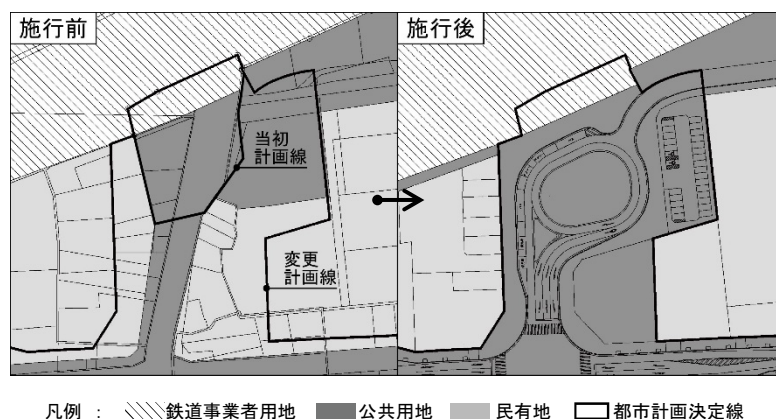 施行前
施行後
当初
計画線
変更
計画線
凡例 : 鉄道事業者用地 公共用地 民有地 都市計画決定線